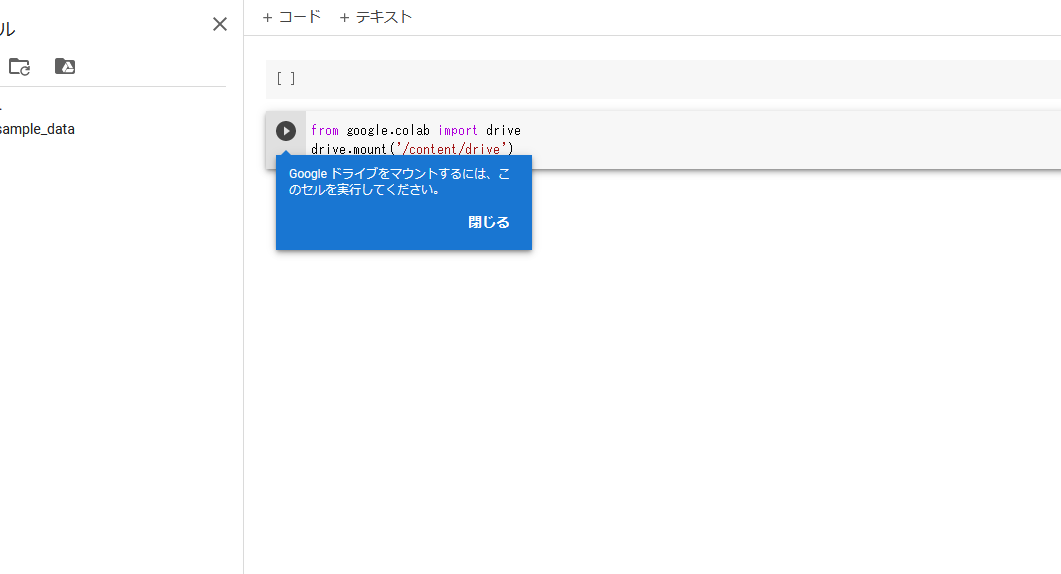 ル
+ コード + テキスト
[ ]
sample_data
from google.colab import drive
drive.mount('/content/drive')
Google ドライブをマウントするには、こ
のセルを実行してください。
閉じる